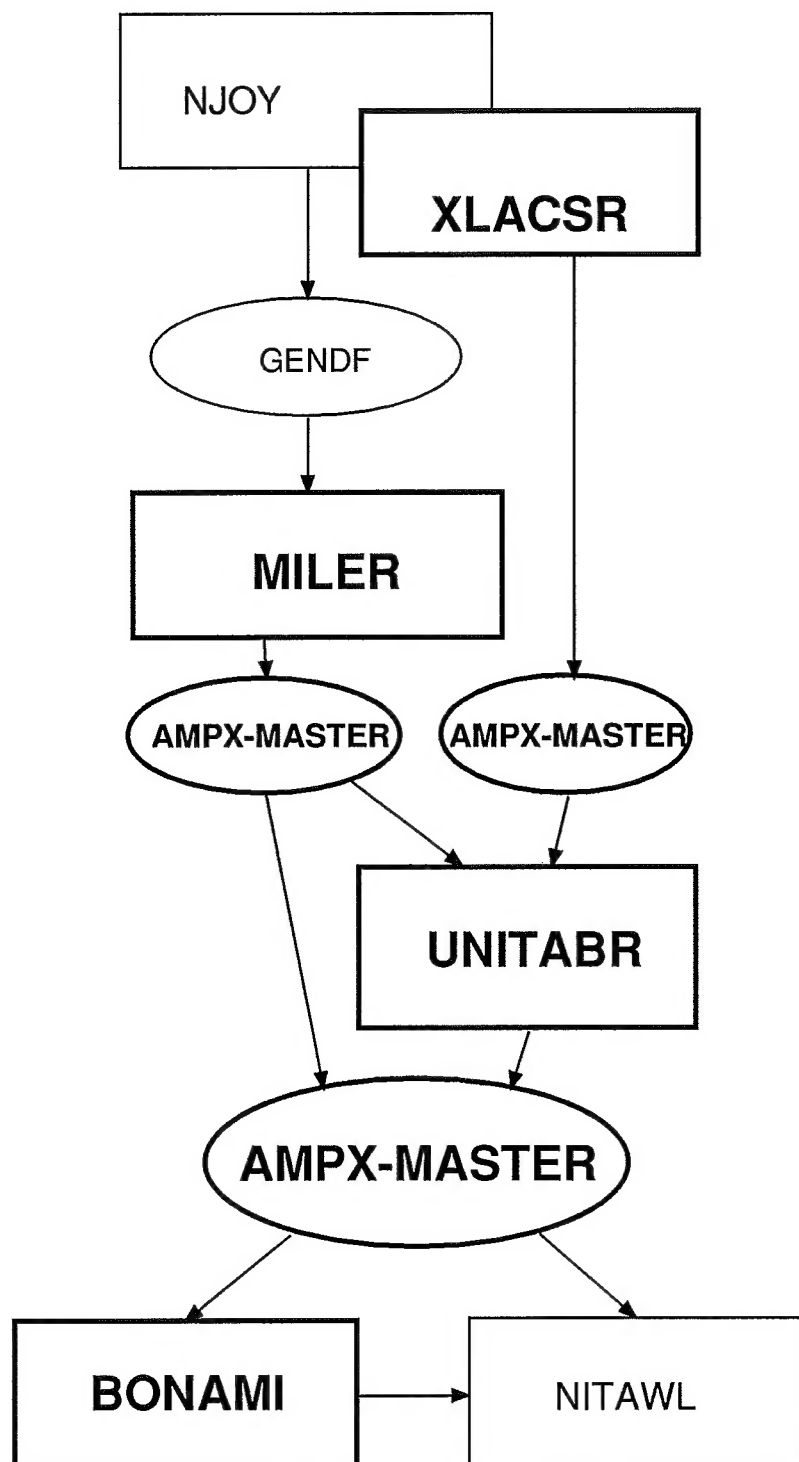 NJOY
XLACSR
GENDF
MILER
AMPX-MASTER
AMPX-MASTER
UNITABR
AMPX-MASTER
BONAMI
NITAWL